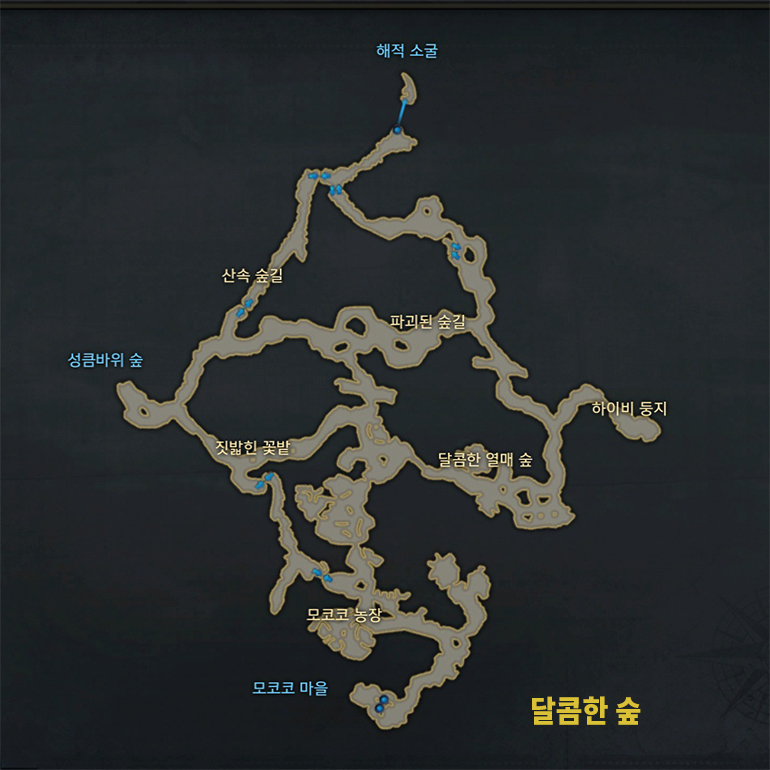 해적 소굴
산속 숲길
파괴된 숲길
성큼바위 숲
하이비 둥지
짓밟힌 꽃밭
달콤한 열매 숲
모코코 농장
모코코 마을
달콤한 숲